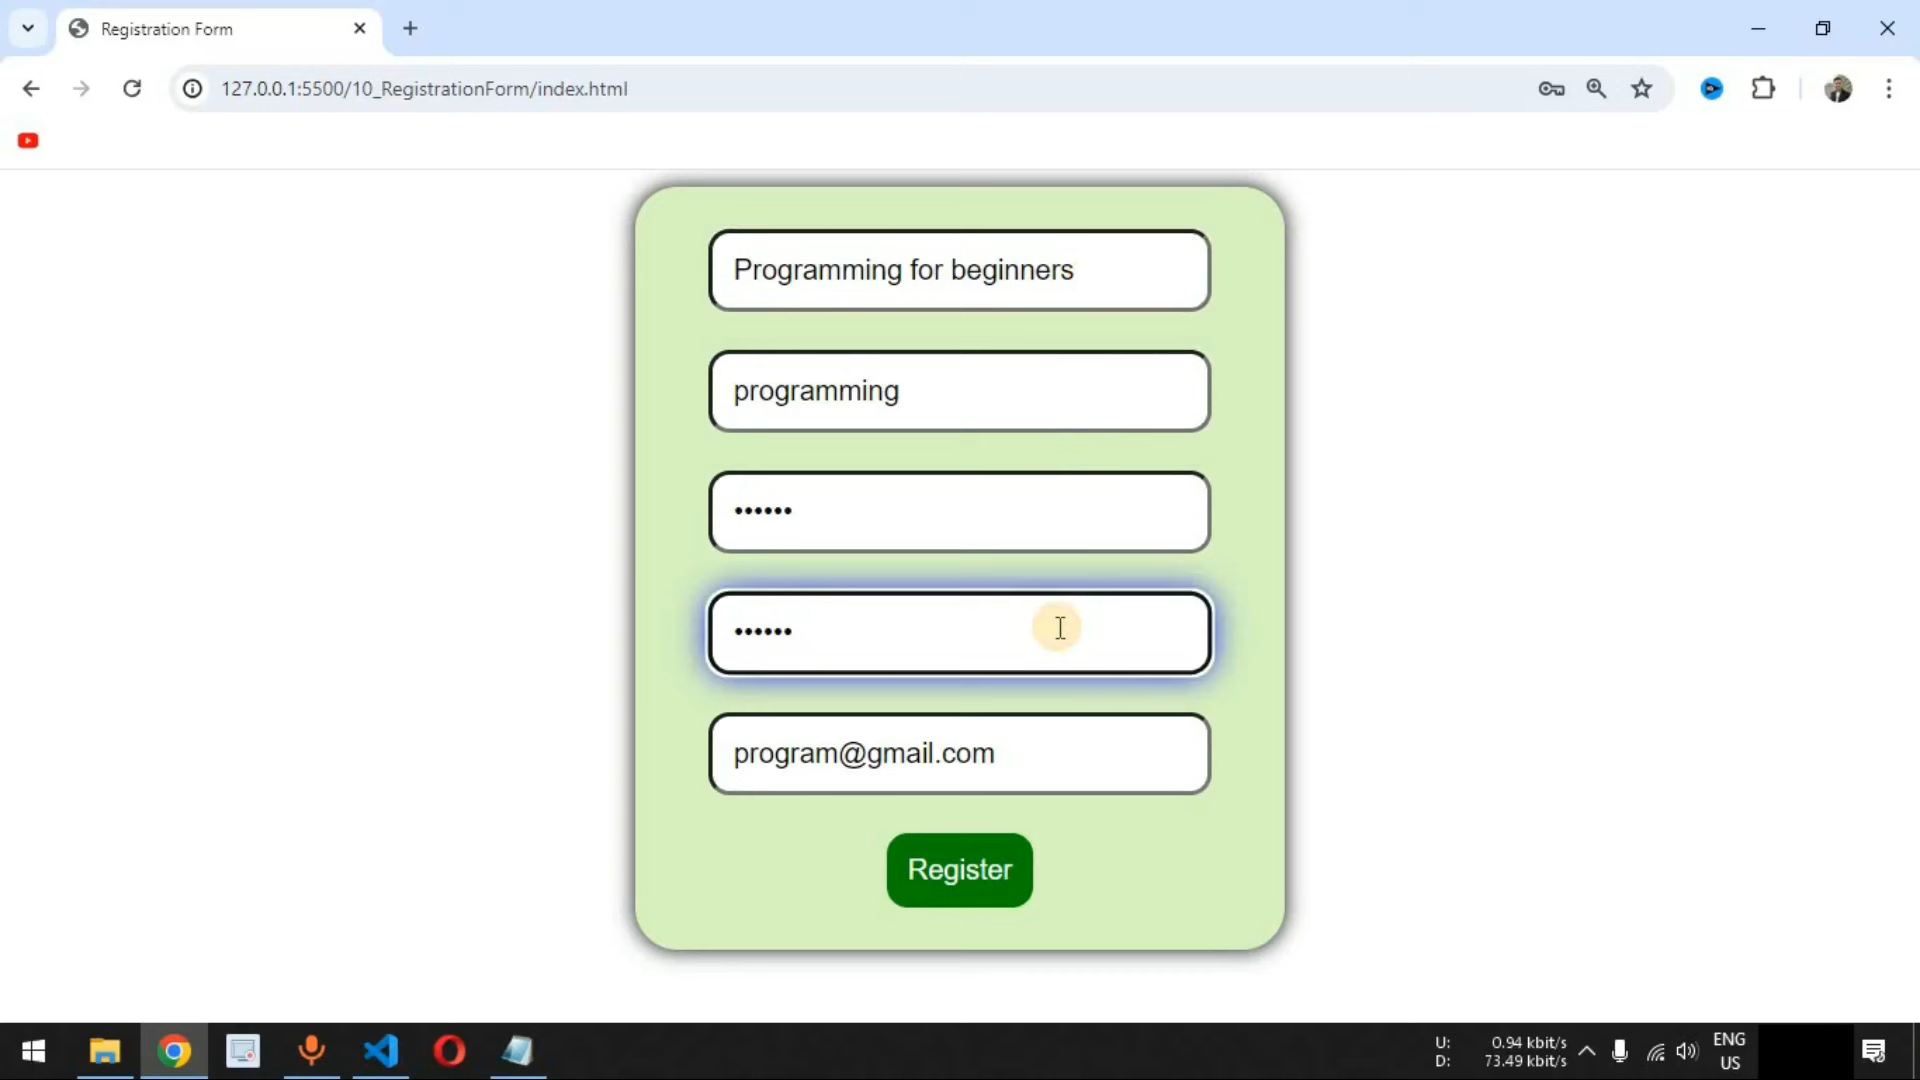 Registration Form
127.0.0.1:5500/10_RegistrationForm/index.html
Programming for beginners
programming
••••••
••••••
program@gmail.com
Register
U: 0.94 kbit/s
D: 73.49 kbit/s
ENG
US